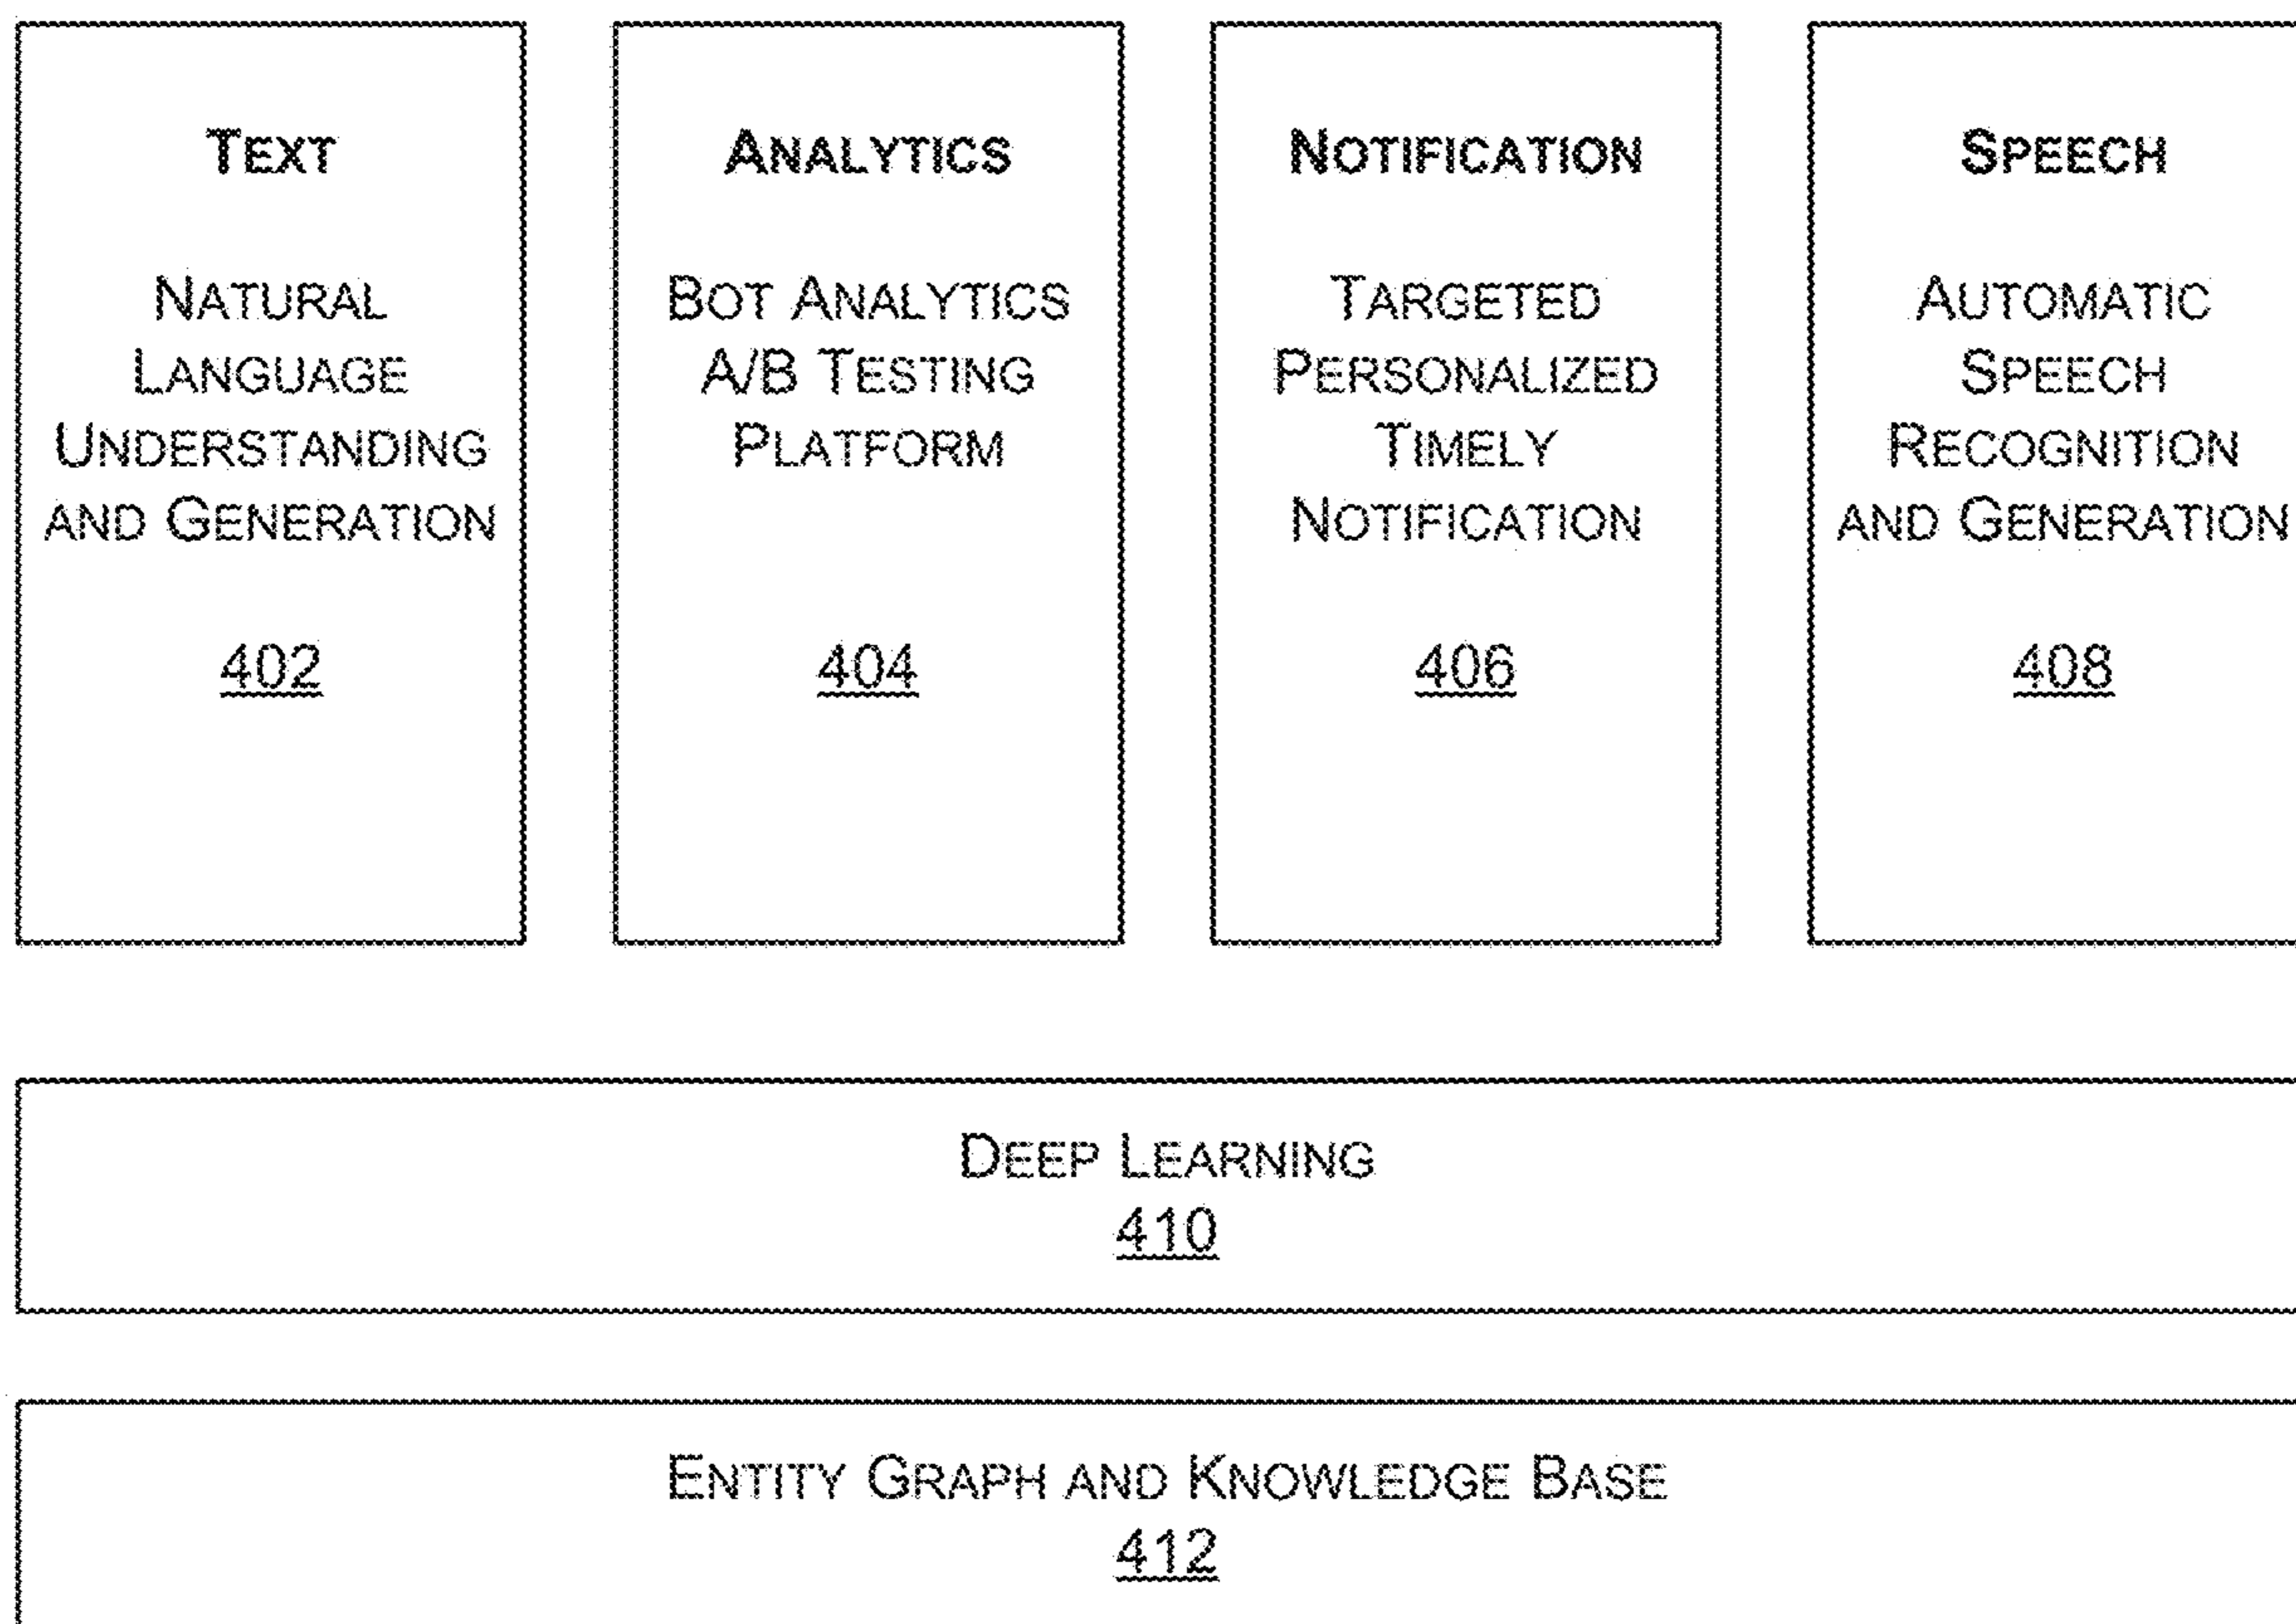 TEXT
NATURAL
LANGUAGE
UNDERSTANDING
AND GENERATION
402
ANALYTICS
BOT ANALYTICS
A/B TESTING
PLATFORM
404
NOTIFICATION
TARGETED
PERSONALIZED
TIMELY
NOTIFICATION
406
SPEECH
AUTOMATIC
SPEECH
RECOGNITION
AND GENERATION
408
DEEP LEARNING
410
ENTITY GRAPH AND KNOWLEDGE BASE
412